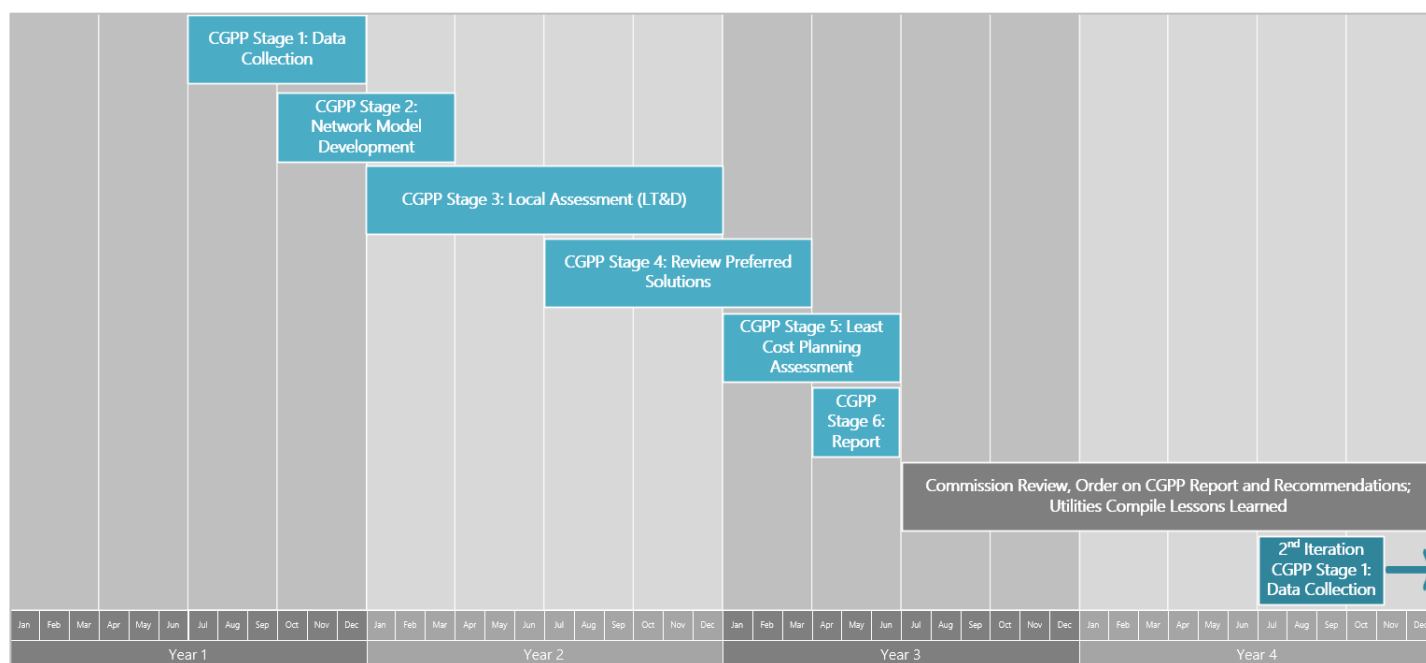 CGPP Stage 1: Data
Collection
CGPP Stage 2:
Network Model
Development
CGPP Stage 3: Local Assessment (LT&D)
CGPP Stage 4: Review Preferred
Solutions
CGPP Stage 5: Least
Cost Planning
Assessment
CGPP
Stage 6:
Report
Commission Review, Order on CGPP Report and Recommendations;
Utilities Compile Lessons Learned
2nd Iteration
CGPP Stage 1:
Data Collection
Jan Feb Mar Apr May Jun Jul Aug Sep Oct Nov Dec Jan Feb Mar Apr May Jun Jul Aug Sep Oct Nov Dec Jan Feb Mar Apr May Jun Jul Aug Sep Oct Nov Dec Jan Feb Mar Apr May Jun Jul Aug Sep Oct Nov Dec
Year 1 Year 2 Year 3 Year 4